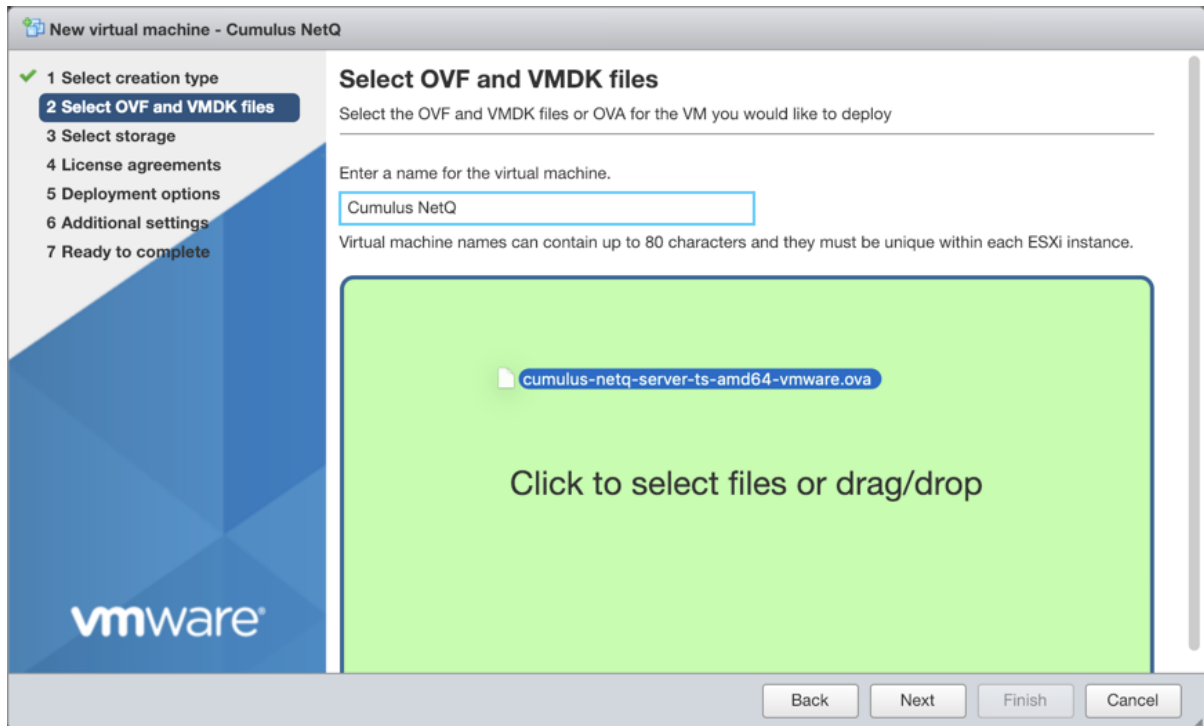 New virtual machine - Cumulus NetQ
1 Select creation type
2 Select OVF and VMDK files
3 Select storage
4 License agreements
5 Deployment options
6 Additional settings
7 Ready to complete
vmware®
Select OVF and VMDK files
Select the OVF and VMDK files or OVA for the VM you would like to deploy
Enter a name for the virtual machine.
Cumulus NetQ
Virtual machine names can contain up to 80 characters and they must be unique within each ESXi instance.
cumulus-netq-server-ts-amd64-vmware.ova
Click to select files or drag/drop
Back
Next
Finish
Cancel